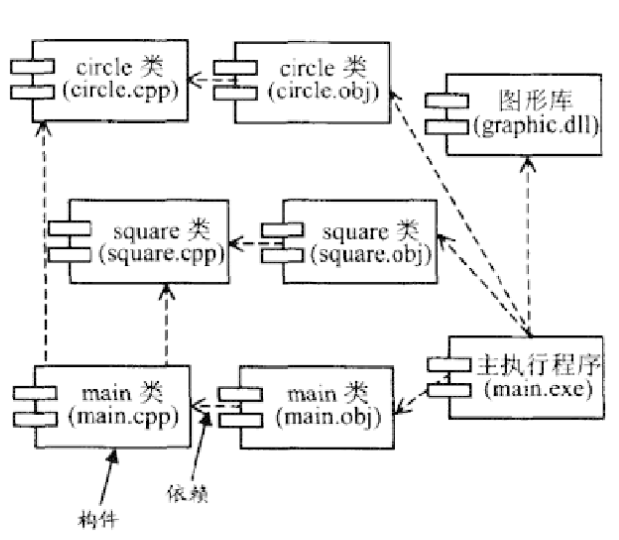 circle 类
(circle.cpp)
circle 类
(circle.obj)
图形库
(graphic.dll)
square 类
(square.cpp)
square 类
(square.obj)
main 类
(main.cpp)
main 类
(main.obj)
主执行程序
(main.exe)
依赖
构件